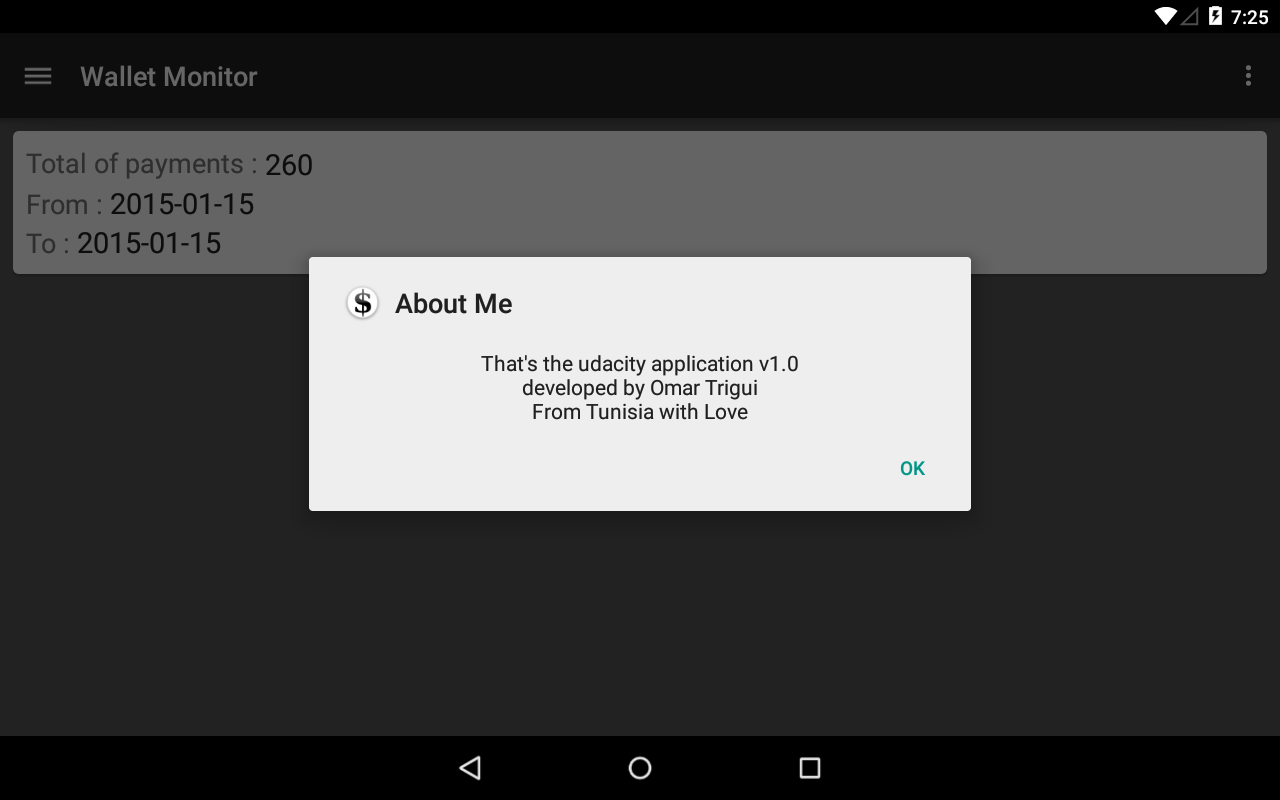 7:25
Wallet Monitor
Total of payments : 260
From : 2015-01-15
To : 2015-01-15
$ About Me
That's the udacity application v1.0
developed by Omar Trigui
From Tunisia with Love
OK